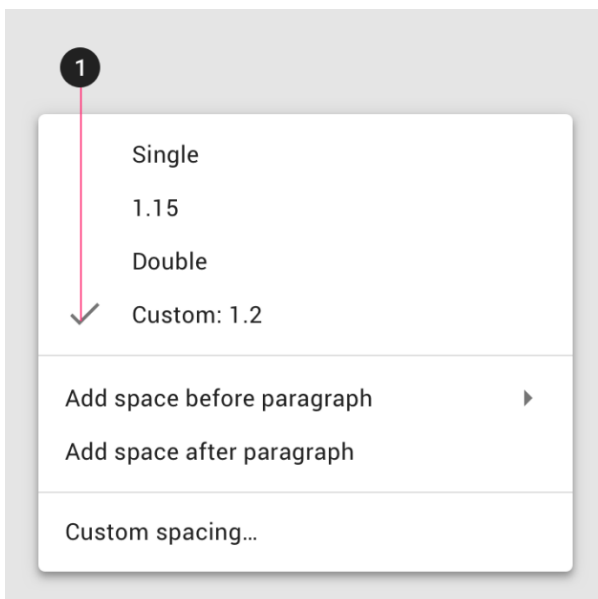 1
Single
1.15
Double
Custom: 1.2
Add space before paragraph
Add space after paragraph
Custom spacing...